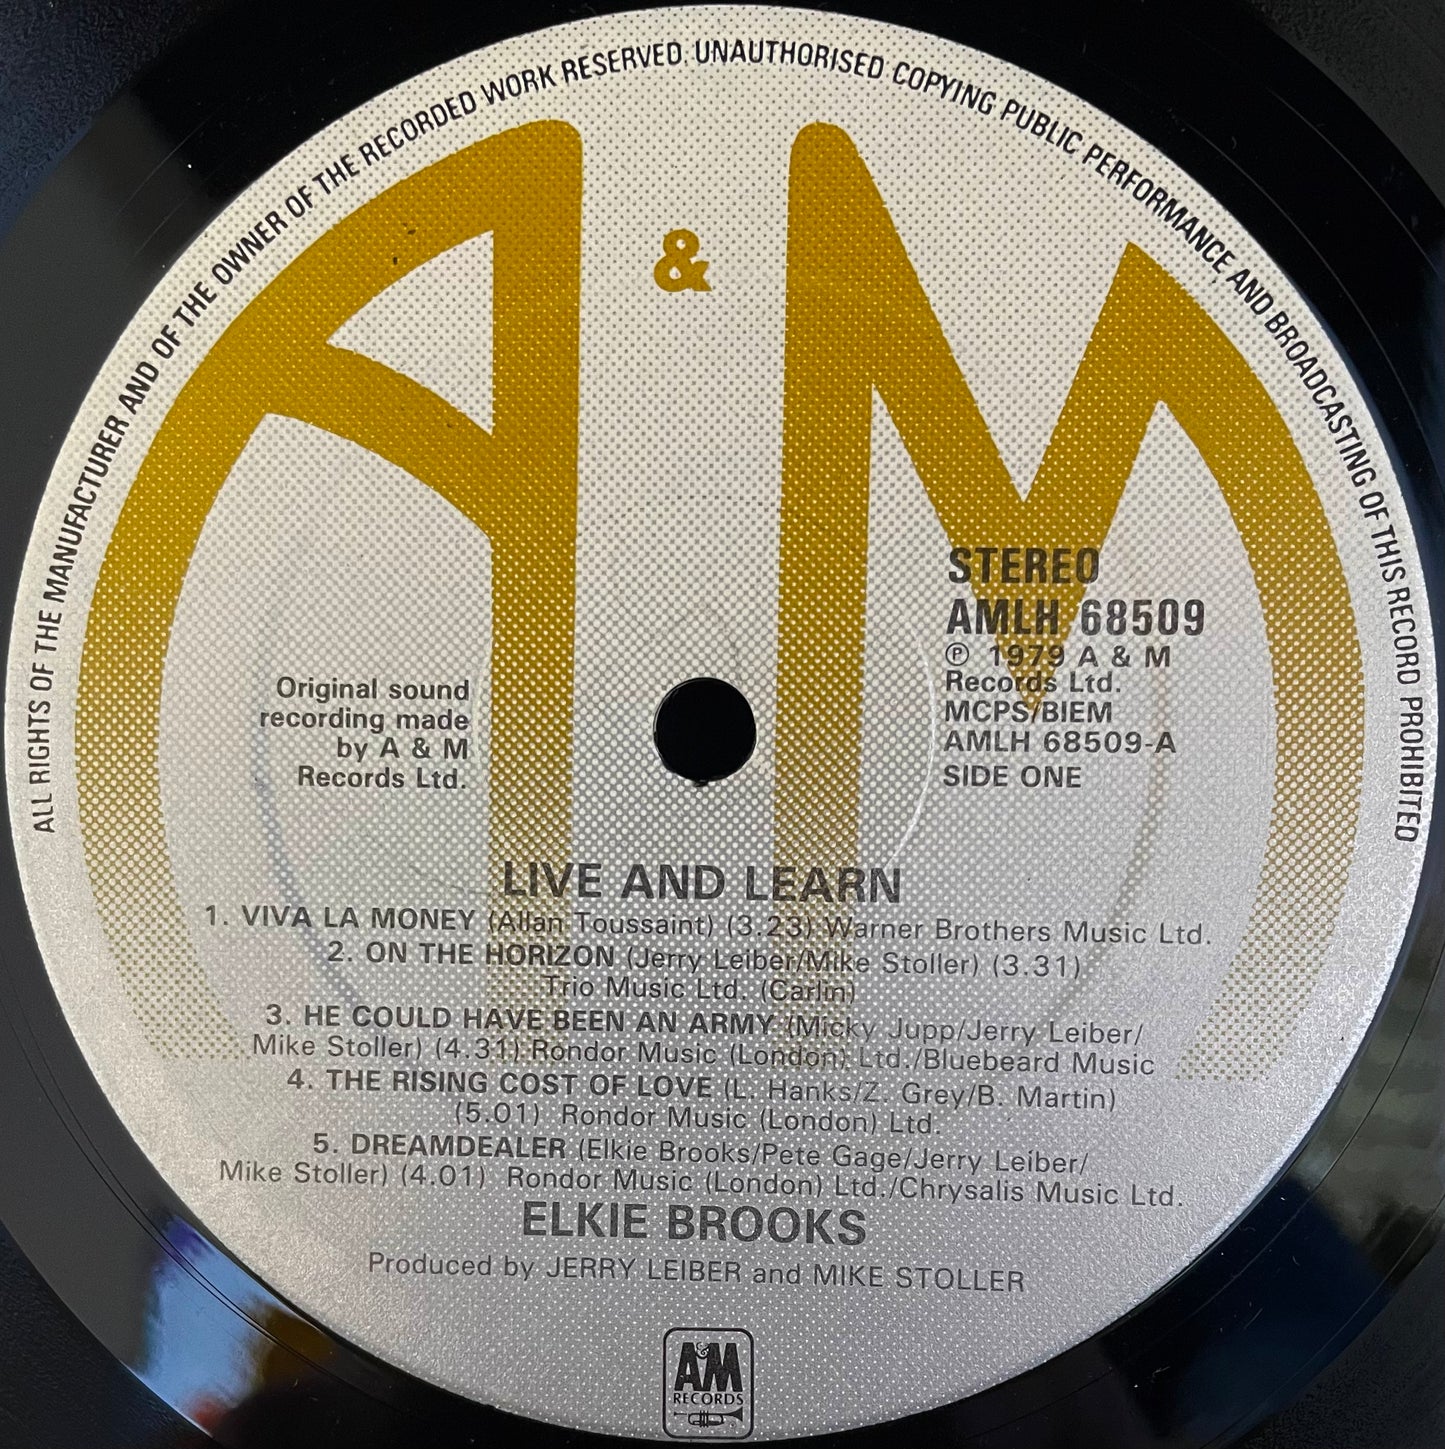 ALL RIGHTS OF THE MANUFACTURER AND OF THE OWNER OF THE RECORDED WORK RESERVED. UNAUTHORISED COPYING PUBLIC PERFORMANCE AND BROADCASTING OF THIS RECORD PROHIBITED
A & M
STEREO
AMLH 68509
℗ 1979 A & M
Records Ltd.
MCPS/BIEM
AMLH 68509-A
SIDE ONE
Original sound
recording made
by A & M
Records Ltd.
LIVE AND LEARN
1. VIVA LA MONEY (Allan Toussaint) (3.23) Warner Brothers Music Ltd.
2. ON THE HORIZON (Jerry Leiber/Mike Stoller) (3.31)
Trio Music Ltd. (Carlin)
3. HE COULD HAVE BEEN AN ARMY (Micky Jupp/Jerry Leiber/
Mike Stoller) (4.31) Rondor Music (London) Ltd./Bluebeard Music
4. THE RISING COST OF LOVE (L. Hanks/Z. Grey/B. Martin)
(5.01) Rondor Music (London) Ltd.
5. DREAMDEALER (Elkie Brooks/Pete Gage/Jerry Leiber/
Mike Stoller) (4.01) Rondor Music (London) Ltd./Chrysalis Music Ltd.
ELKIE BROOKS
Produced by JERRY LEIBER and MIKE STOLLER
A&M
RECORDS